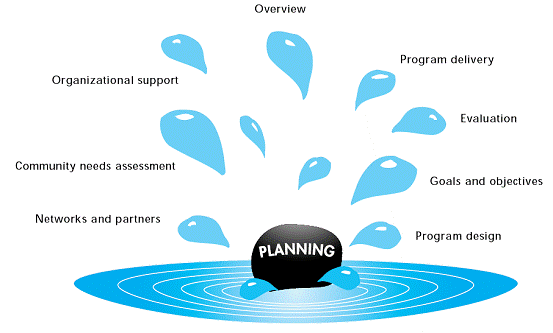 Overview
Program delivery
Organizational support
Evaluation
Community needs assessment
Goals and objectives
Networks and partners
Program design
PLANNING